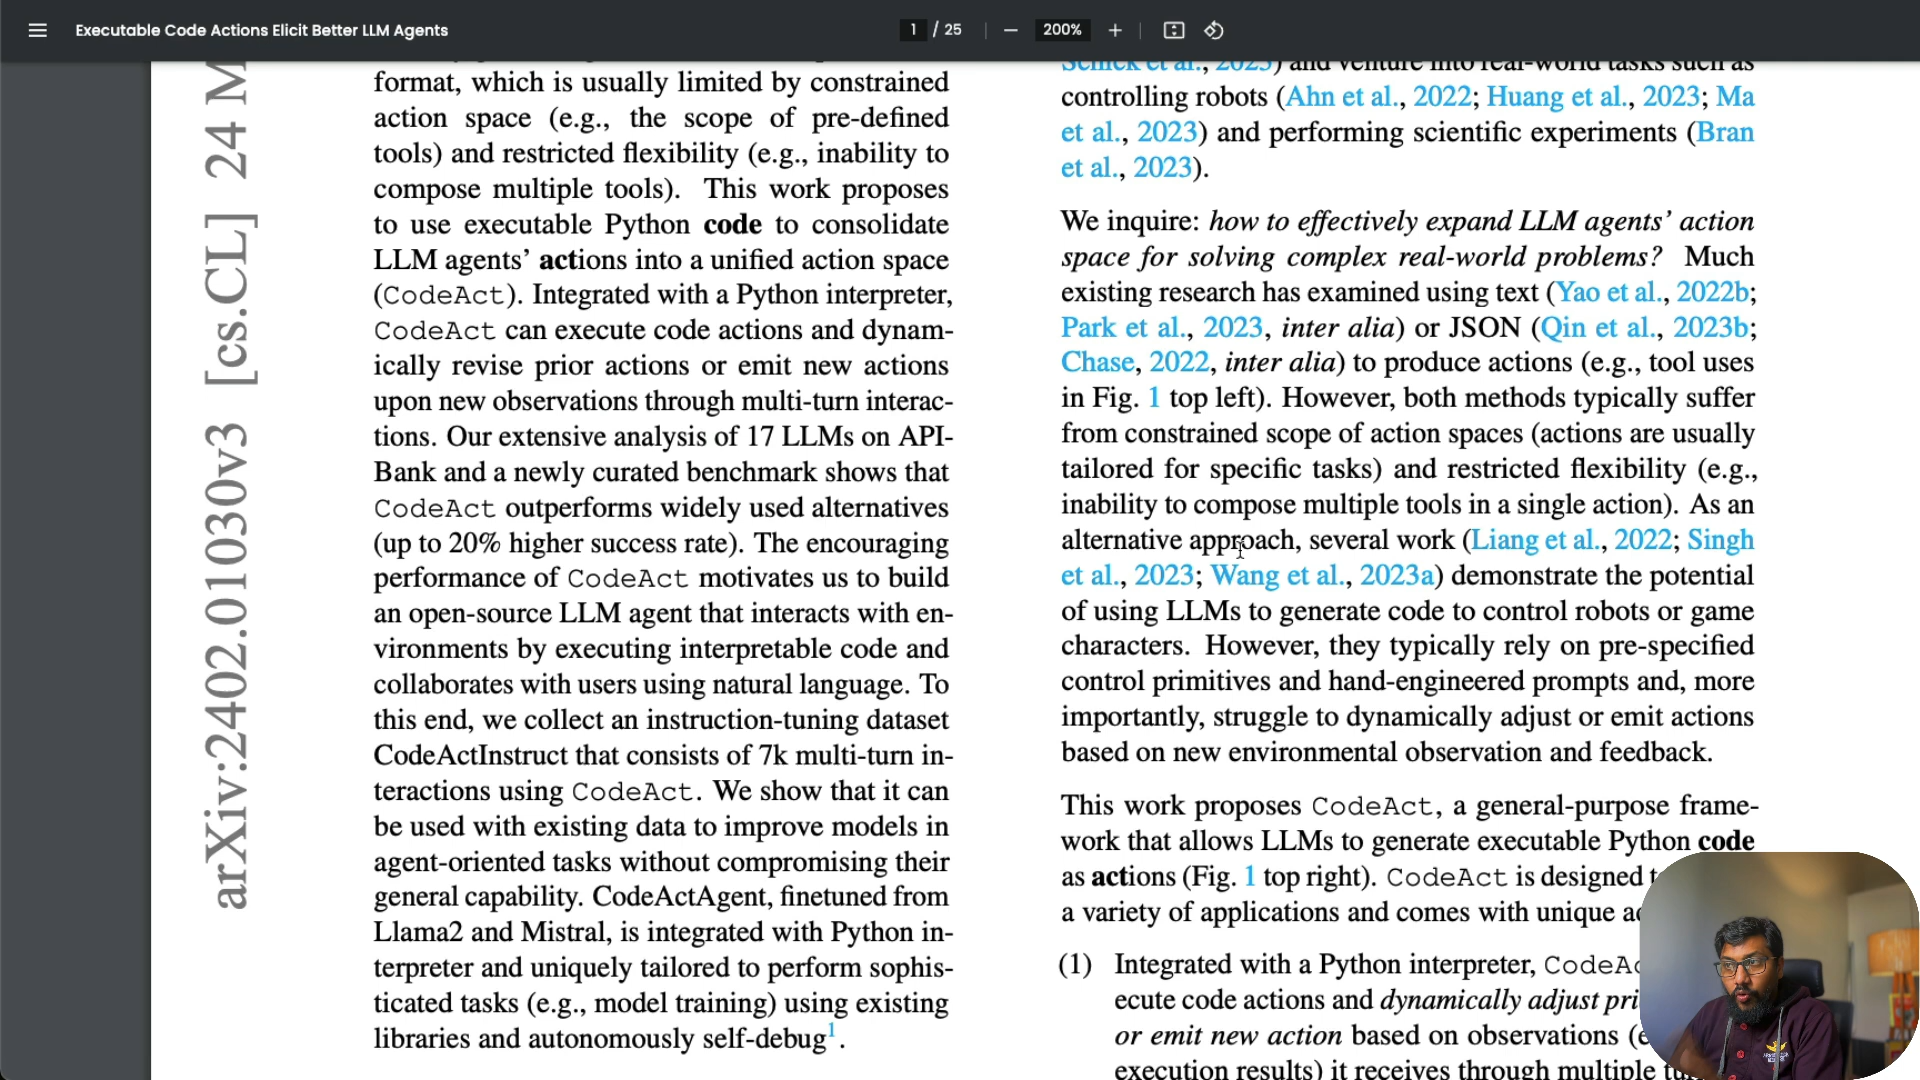 Executable Code Actions Elicit Better LLM Agents
1 / 25
200%
arXiv:2402.01030v3 [cs.CL] 24 M
format, which is usually limited by constrained
action space (e.g., the scope of pre-defined
tools) and restricted flexibility (e.g., inability to
compose multiple tools). This work proposes
to use executable Python code to consolidate
LLM agents’ actions into a unified action space
(CodeAct). Integrated with a Python interpreter,
CodeAct can execute code actions and dynam-
ically revise prior actions or emit new actions
upon new observations through multi-turn interac-
tions. Our extensive analysis of 17 LLMs on API-
Bank and a newly curated benchmark shows that
CodeAct outperforms widely used alternatives
(up to 20% higher success rate). The encouraging
performance of CodeAct motivates us to build
an open-source LLM agent that interacts with en-
vironments by executing interpretable code and
collaborates with users using natural language. To
this end, we collect an instruction-tuning dataset
CodeActInstruct that consists of 7k multi-turn in-
teractions using CodeAct. We show that it can
be used with existing data to improve models in
agent-oriented tasks without compromising their
general capability. CodeActAgent, finetuned from
Llama2 and Mistral, is integrated with Python in-
terpreter and uniquely tailored to perform sophis-
ticated tasks (e.g., model training) using existing
libraries and autonomously self-debug1.
Schick et al., 2023) and venture into real-world tasks such as
controlling robots (Ahn et al., 2022; Huang et al., 2023; Ma
et al., 2023) and performing scientific experiments (Bran
et al., 2023).
We inquire: how to effectively expand LLM agents’ action
space for solving complex real-world problems? Much
existing research has examined using text (Yao et al., 2022b;
Park et al., 2023, inter alia) or JSON (Qin et al., 2023b;
Chase, 2022, inter alia) to produce actions (e.g., tool uses
in Fig. 1 top left). However, both methods typically suffer
from constrained scope of action spaces (actions are usually
tailored for specific tasks) and restricted flexibility (e.g.,
inability to compose multiple tools in a single action). As an
alternative approach, several work (Liang et al., 2022; Singh
et al., 2023; Wang et al., 2023a) demonstrate the potential
of using LLMs to generate code to control robots or game
characters. However, they typically rely on pre-specified
control primitives and hand-engineered prompts and, more
importantly, struggle to dynamically adjust or emit actions
based on new environmental observation and feedback.
This work proposes CodeAct, a general-purpose frame-
work that allows LLMs to generate executable Python code
as actions (Fig. 1 top right). CodeAct is designed
a variety of applications and comes with unique
(1) Integrated with a Python interpreter, CodeAc
ecute code actions and dynamically adjust pri
or emit new action based on observations (e
execution results) it receives through multiple tu